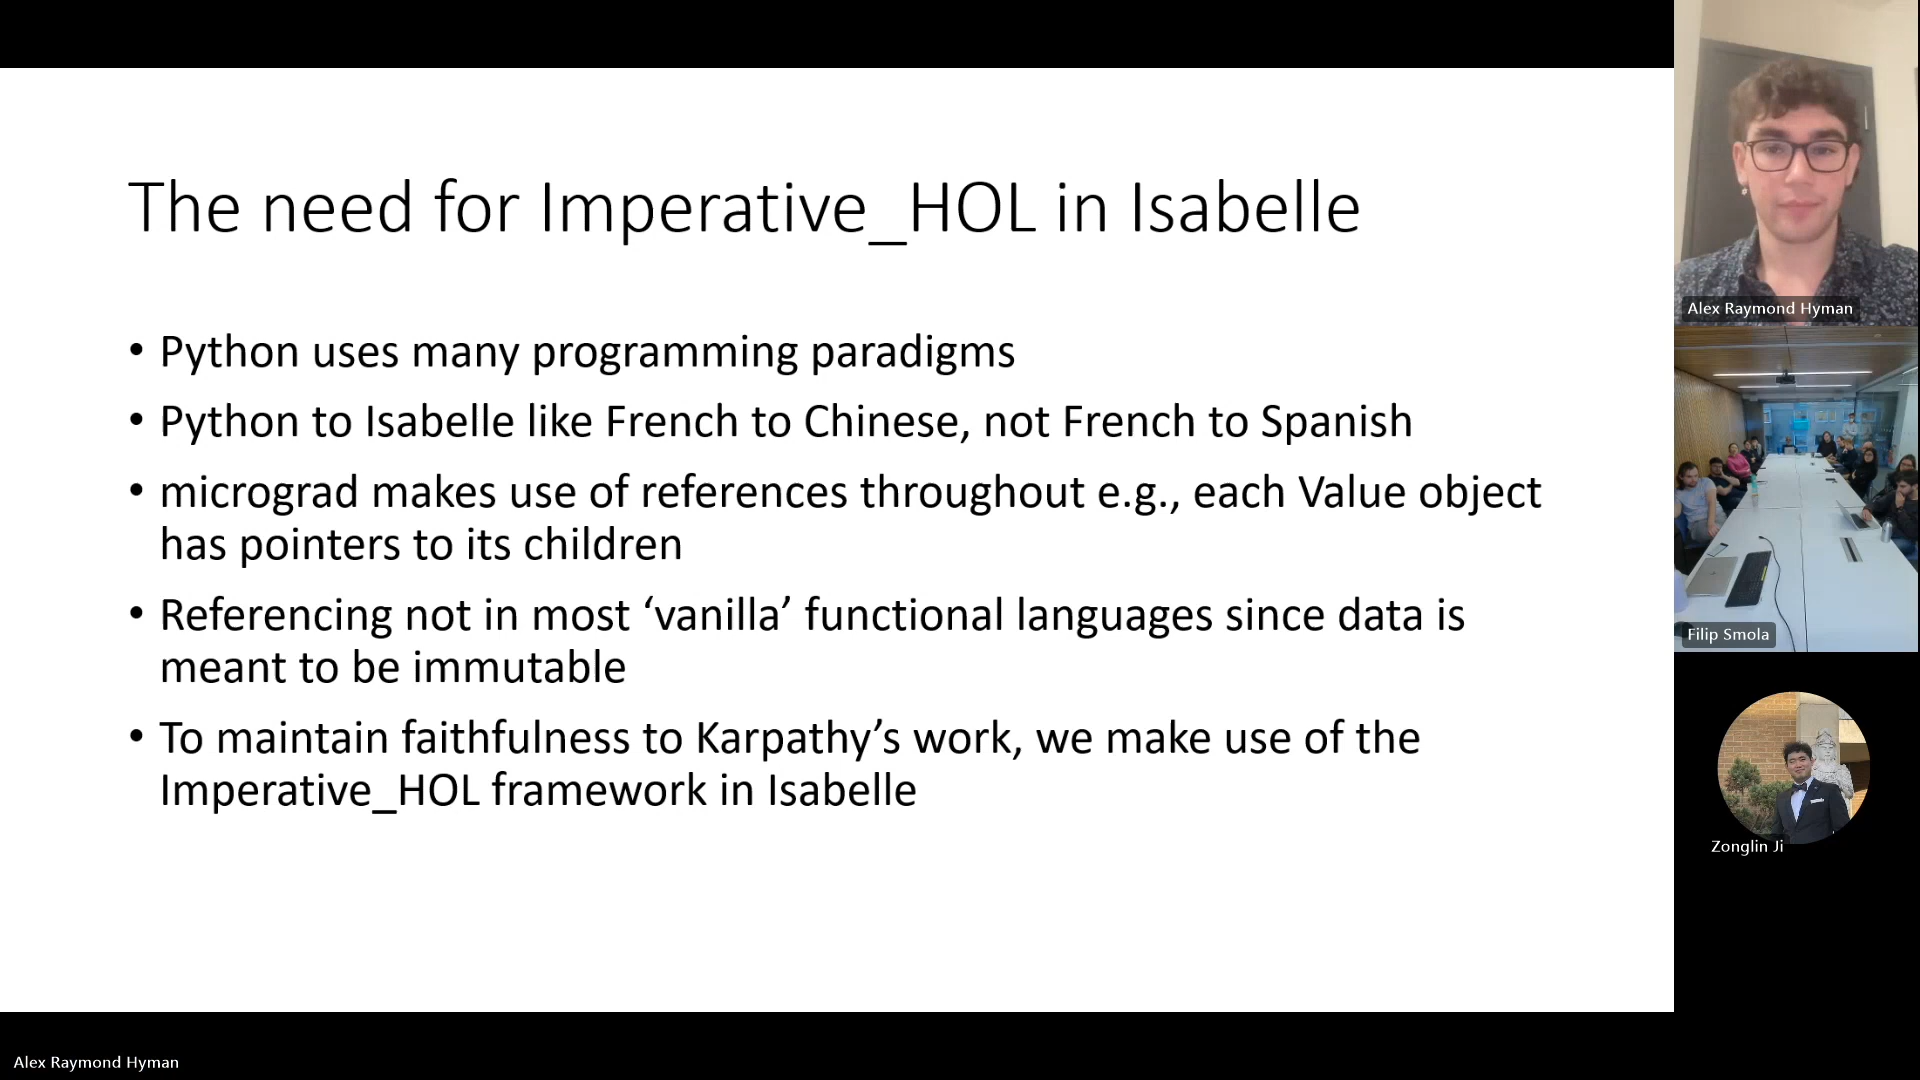 The need for Imperative_HOL in Isabelle
• Python uses many programming paradigms
• Python to Isabelle like French to Chinese, not French to Spanish
• micrograd makes use of references throughout e.g., each Value object
has pointers to its children
• Referencing not in most ‘vanilla’ functional languages since data is
meant to be immutable
• To maintain faithfulness to Karpathy’s work, we make use of the
Imperative_HOL framework in Isabelle
Alex Raymond Hyman
Filip Smola
Zonglin Ji
Alex Raymond Hyman